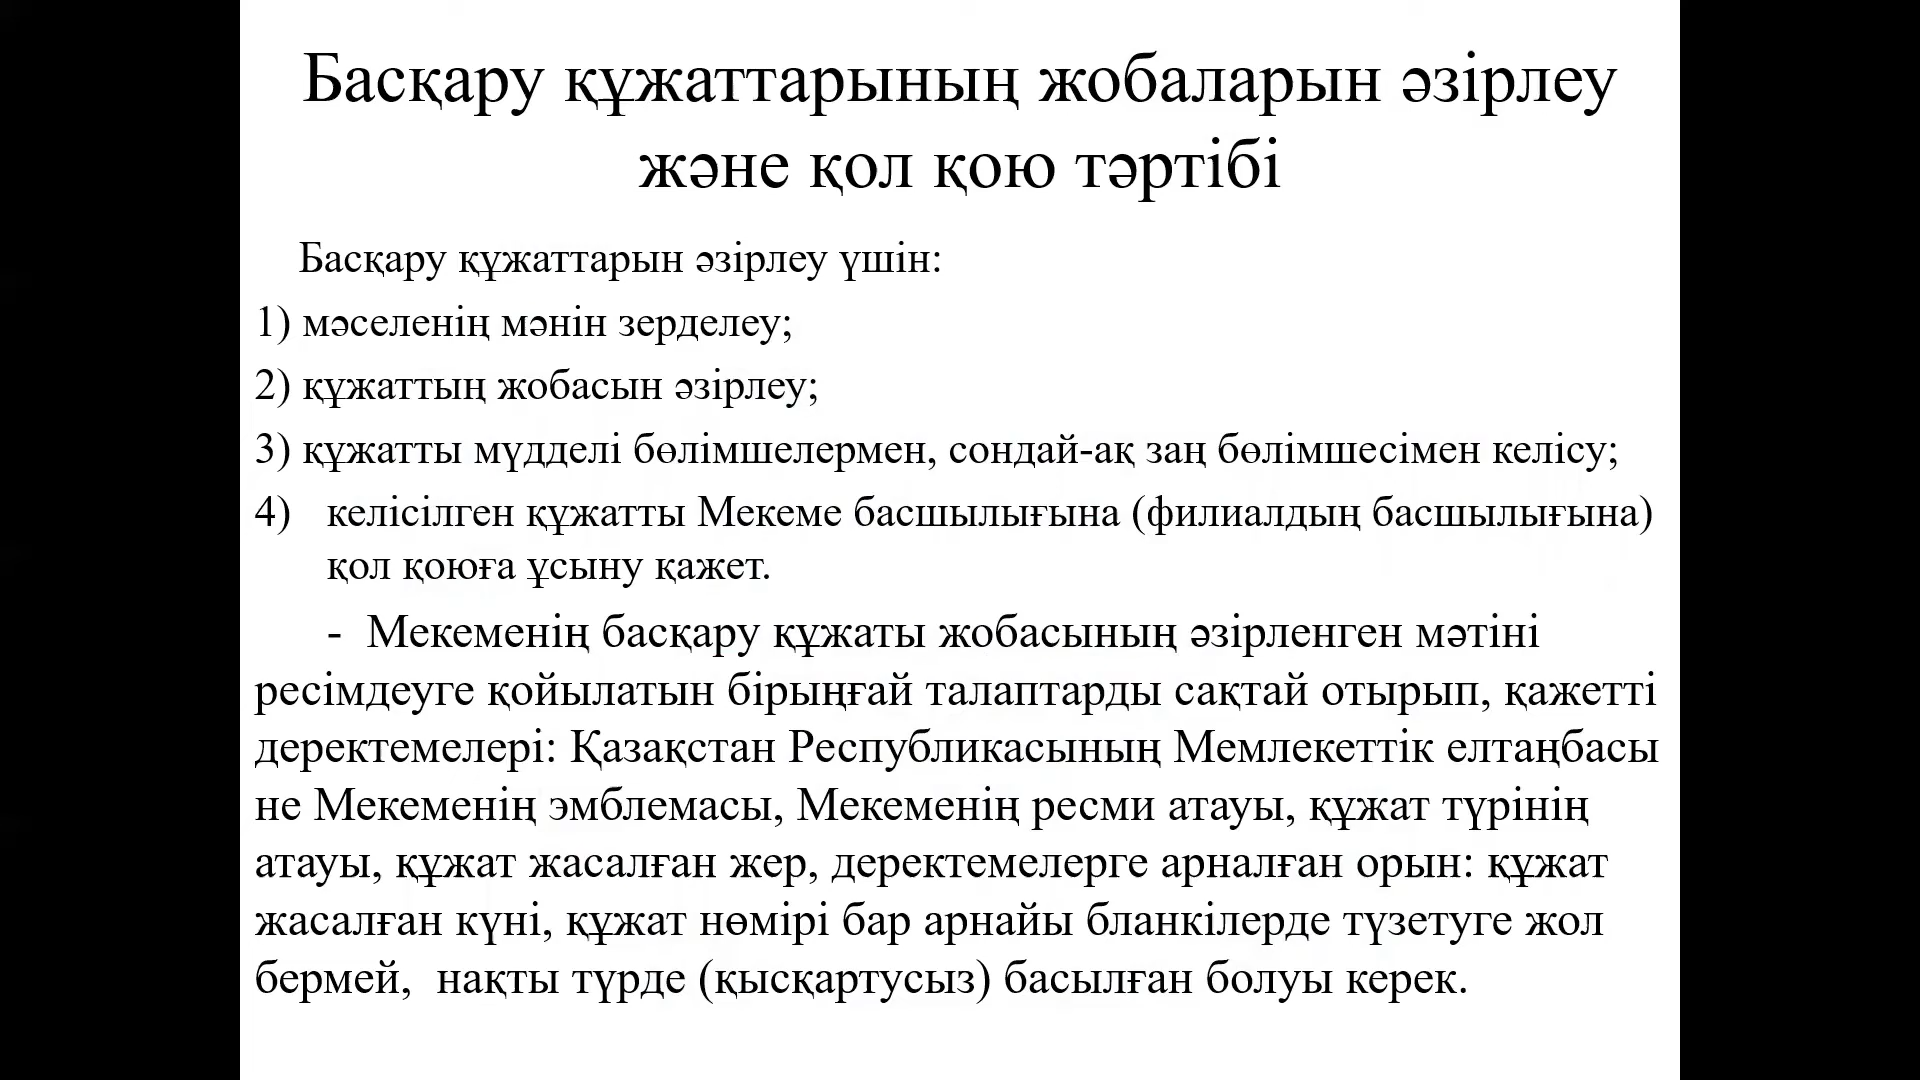 Басқару құжаттарының жобаларын әзірлеу
және қол қою тәртібі
Басқару құжаттарын әзірлеу үшін:
1) мәселенің мәнін зерделеу;
2) құжаттың жобасын әзірлеу;
3) құжатты мүдделі бөлімшелермен, сондай-ақ заң бөлімшесімен келісу;
4) келісілген құжатты Мекеме басшылығына (филиалдың басшылығына)
қол қоюға ұсыну қажет.
- Мекеменің басқару құжаты жобасының әзірленген мәтіні
ресімдеуге қойылатын бірыңғай талаптарды сақтай отырып, қажетті
деректемелері: Қазақстан Республикасының Мемлекеттік елтаңбасы
не Мекеменің эмблемасы, Мекеменің ресми атауы, құжат түрінің
атауы, құжат жасалған жер, деректемелерге арналған орын: құжат
жасалған күні, құжат нөмірі бар арнайы бланкілерде түзетуге жол
бермей, нақты түрде (қысқартусыз) басылған болуы керек.